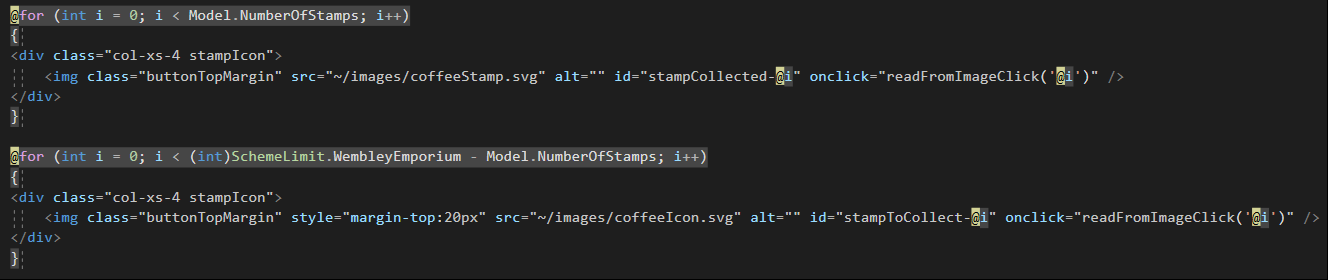 @for (int i = 0; i < Model.NumberOfStamps; i++)
{
<div class="col-xs-4 stampIcon">
<img class="buttonTopMargin" src="~/images/coffeeStamp.svg" alt="" id="stampCollected-@i" onclick="readFromImageClick('@i')" />
</div>
}
@for (int i = 0; i < (int)SchemeLimit.WembleyEmporium - Model.NumberOfStamps; i++)
{
<div class="col-xs-4 stampIcon">
<img class="buttonTopMargin" style="margin-top:20px" src="~/images/coffeeIcon.svg" alt="" id="stampToCollect-@i" onclick="readFromImageClick('@i')" />
</div>
}